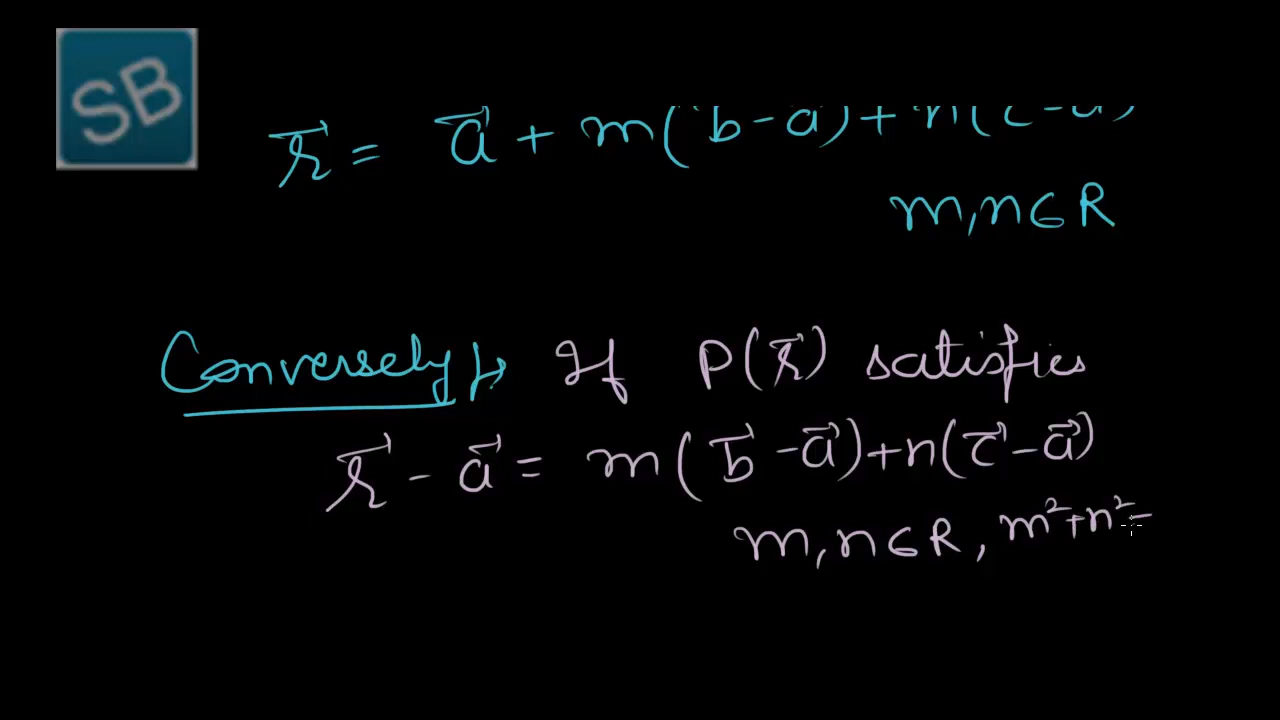 SB
r⃗ = a⃗ + m(b-a)+n(c-a)
m,n∈R
Conversely,: If P(r⃗) satisfies
r⃗ - a⃗ = m(b⃗ -a⃗)+n(c⃗-a⃗)
m,n∈R, m²+n²-